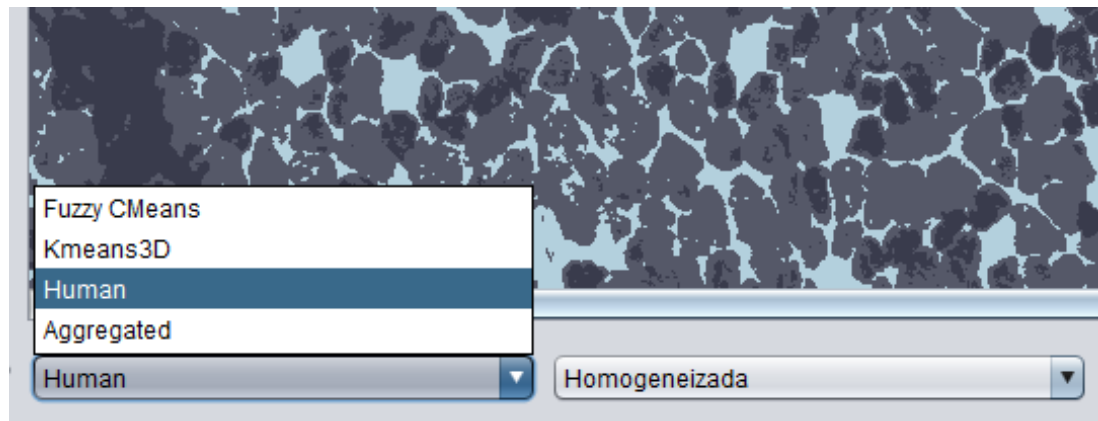 Fuzzy CMeans
Kmeans3D
Human
Aggregated
Human
Homogeneizada